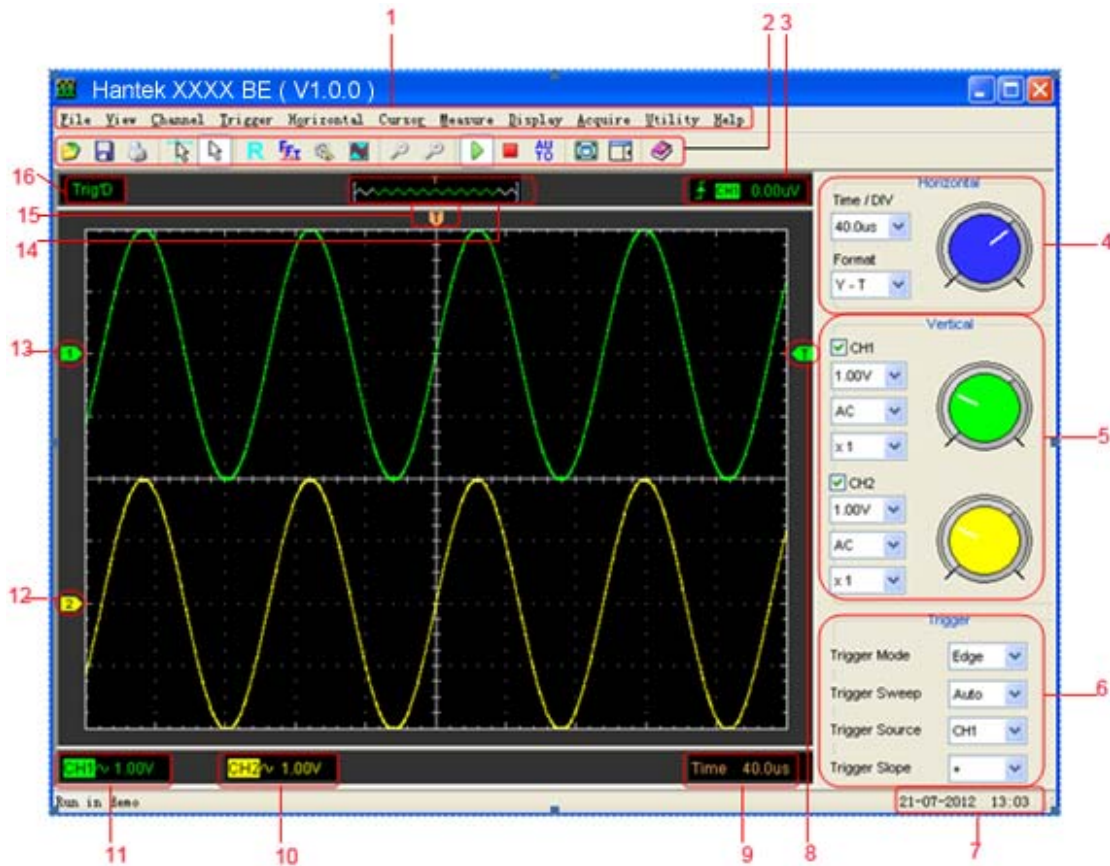 1
2 3
Hantek XXXX BE ( V1.0.0 )
File View Channel Trigger Horizontal Cursor Measure Display Acquire Utility Help
R FFT AUTO
16
Trig'D
T
CH1 0.00uV
15
T
14
Horizontal
Time / DIV
40.0us
Format
Y - T
4
13
1
T
Vertical
CH1
1.00V
AC
x 1
5
CH2
1.00V
AC
x 1
12
2
Trigger
Trigger Mode Edge
Trigger Sweep Auto
Trigger Source CH1
Trigger Slope +
6
CH1 ~ 1.00V
CH2 ~ 1.00V
Time 40.0us
Run in demo
21-07-2012 13:03
11 10 9 8 7